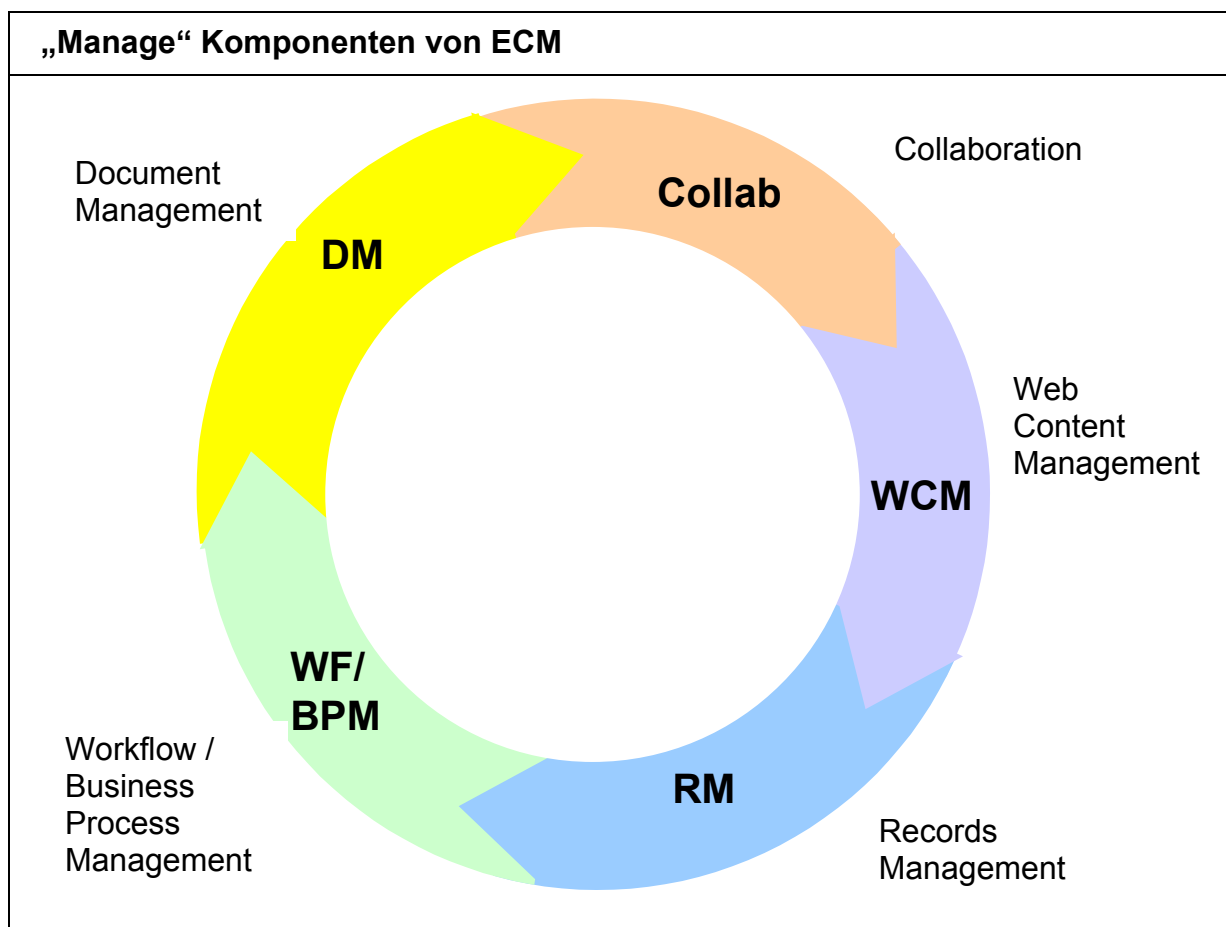 „Manage“ Komponenten von ECM
Document
Management
DM
Collab
Collaboration
Web
Content
Management
WCM
WF/
BPM
Workflow /
Business
Process
Management
RM
Records
Management